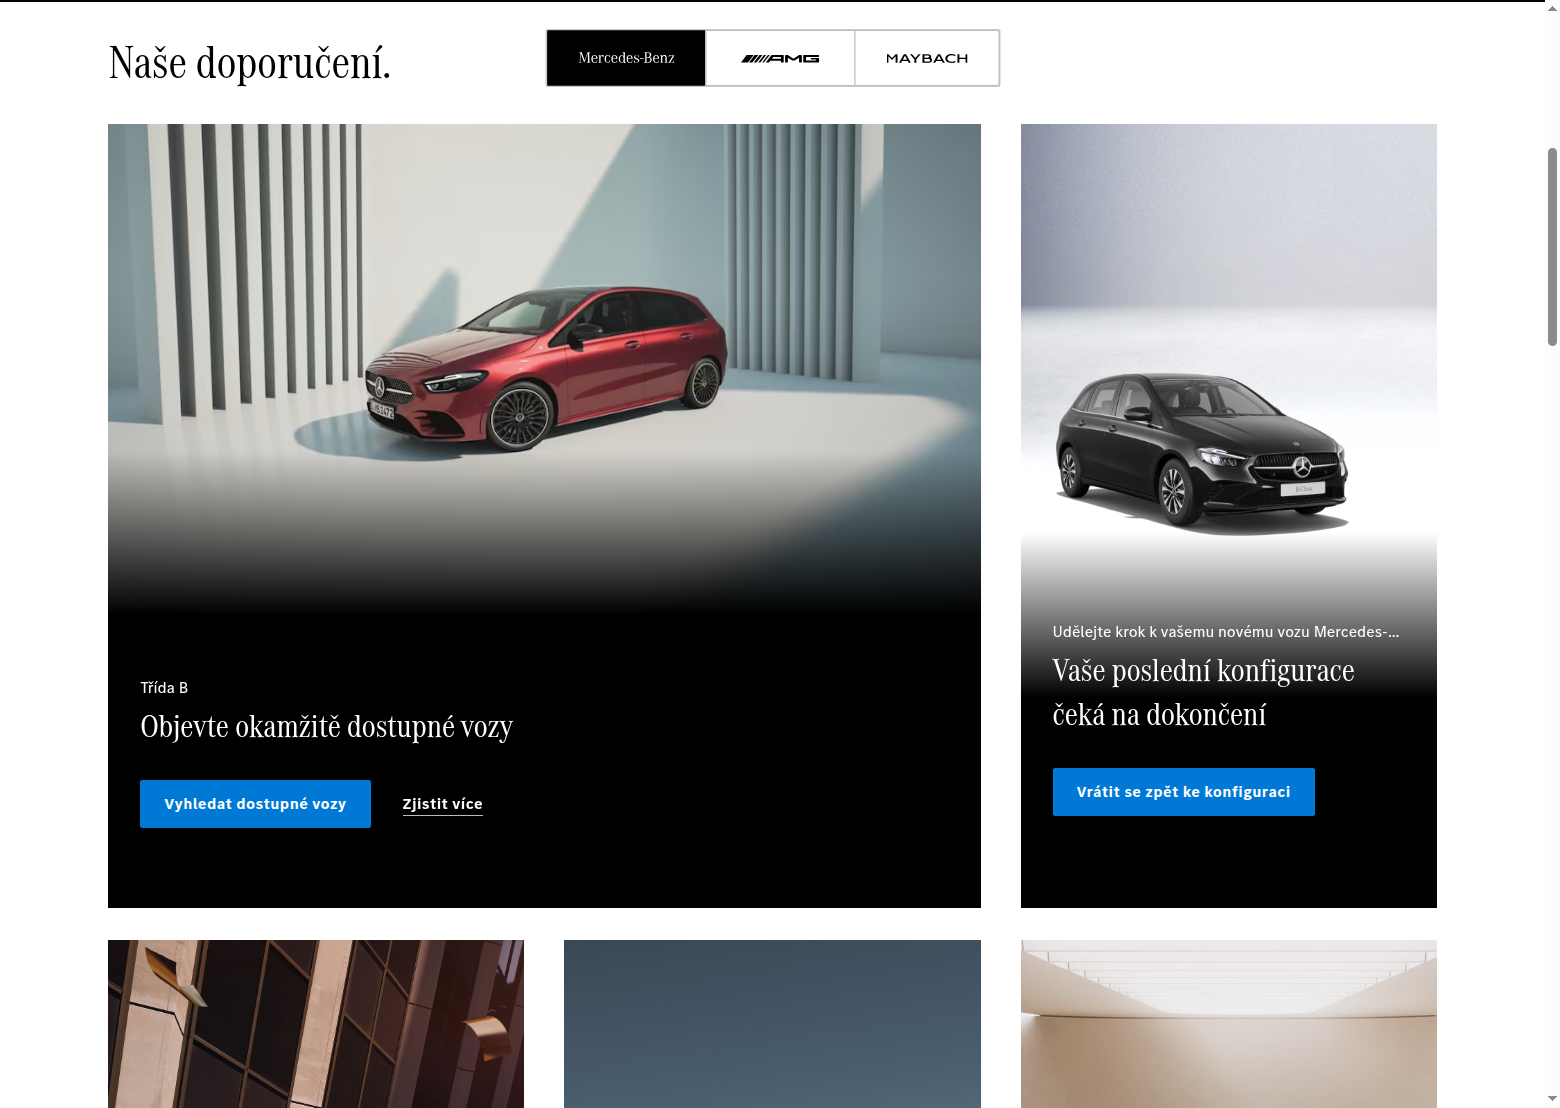 Naše doporučení.
Mercedes-Benz
AMG
MAYBACH
Třída B
Objevte okamžitě dostupné vozy
Vyhledat dostupné vozy
Zjistit více
Udělejte krok k vašemu novému vozu Mercedes-...
Vaše poslední konfigurace
čeká na dokončení
Vrátit se zpět ke konfiguraci